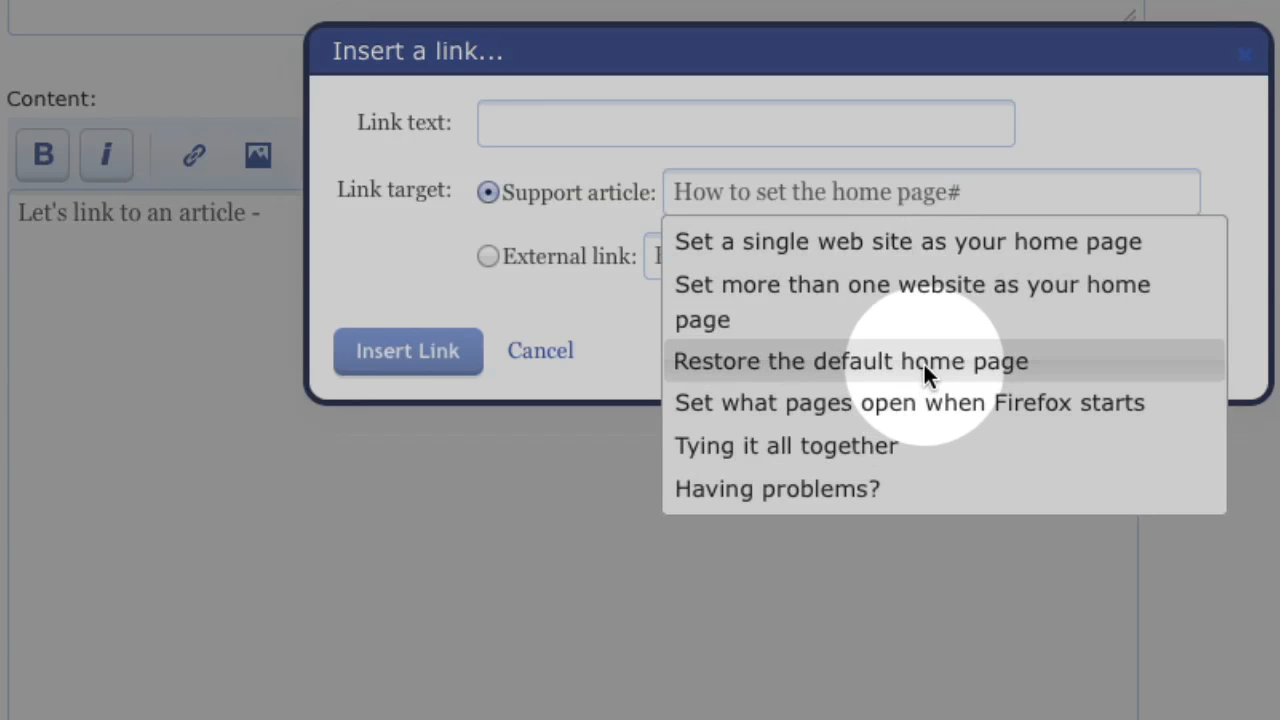 Insert a link...
Content:
Link text:
B i
Link target:
Support article:
How to set the home page#
Let's link to an article -
Set a single web site as your home page
External link:
Set more than one website as your home
page
Insert Link
Cancel
Restore the default home page
Set what pages open when Firefox starts
Tying it all together
Having problems?